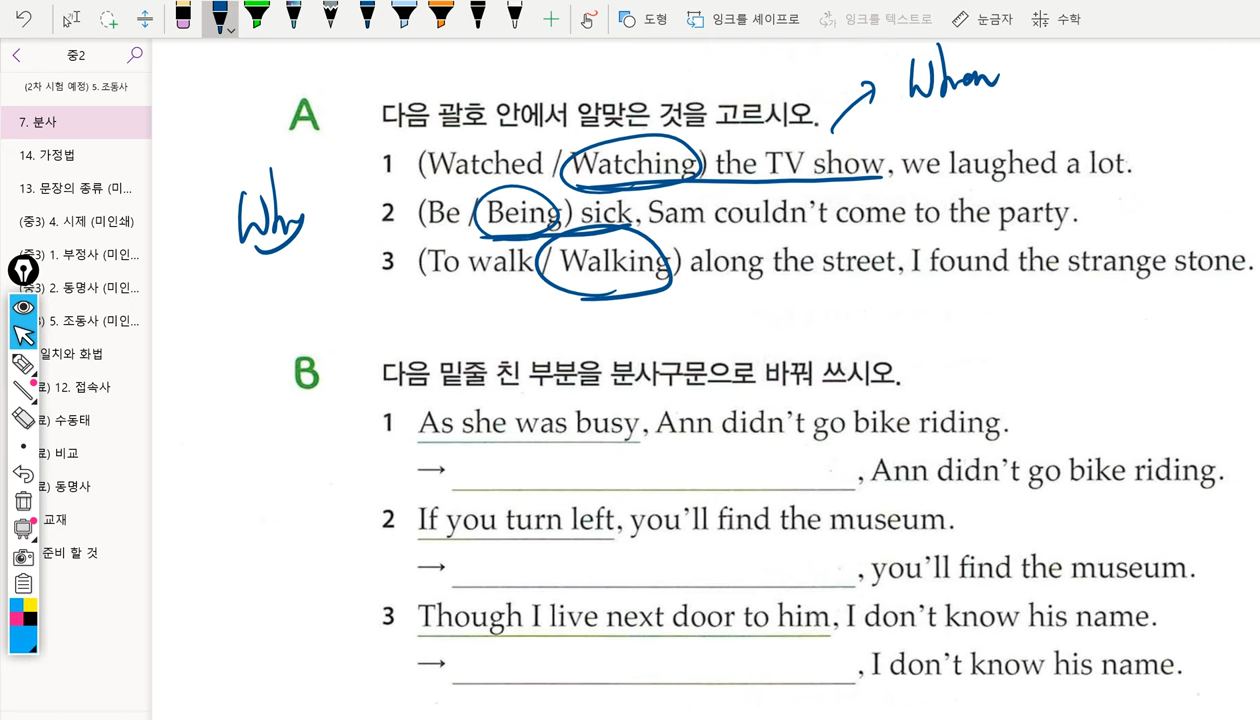 도형
잉크를 셰이프로
잉크를 텍스트로
눈금자
수학
중2
(2차 시험 예정) 5. 조동사
7. 분사
14. 가정법
13. 문장의 종류 (미...
(중3) 4. 시제 (미인쇄)
(중3) 1. 부정사 (미인...
3) 2. 동명사 (미인...
) 5. 조동사 (미인...
일치와 화법
료) 12. 접속사
료) 수동태
료) 비교
료) 동명사
교재
준비 할 것
When
A 다음 괄호 안에서 알맞은 것을 고르시오.
1 (Watched / Watching) the TV show, we laughed a lot.
Why
2 (Be / Being) sick, Sam couldn't come to the party.
3 (To walk / Walking) along the street, I found the strange stone.
B 다음 밑줄 친 부분을 분사구문으로 바꿔 쓰시오.
1 As she was busy, Ann didn't go bike riding.
→ , Ann didn't go bike riding.
2 If you turn left, you'll find the museum.
→ , you'll find the museum.
3 Though I live next door to him, I don't know his name.
→ , I don't know his name.